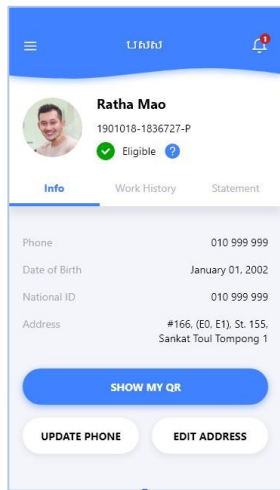 បសស
1
Ratha Mao
1901018-1836727-P
Eligible ?
Info Work History Statement
Phone 010 999 999
Date of Birth January 01, 2002
National ID 010 999 999
Address #166, (E0, E1), St. 155,
Sankat Toul Tompong 1
SHOW MY QR
UPDATE PHONE EDIT ADDRESS